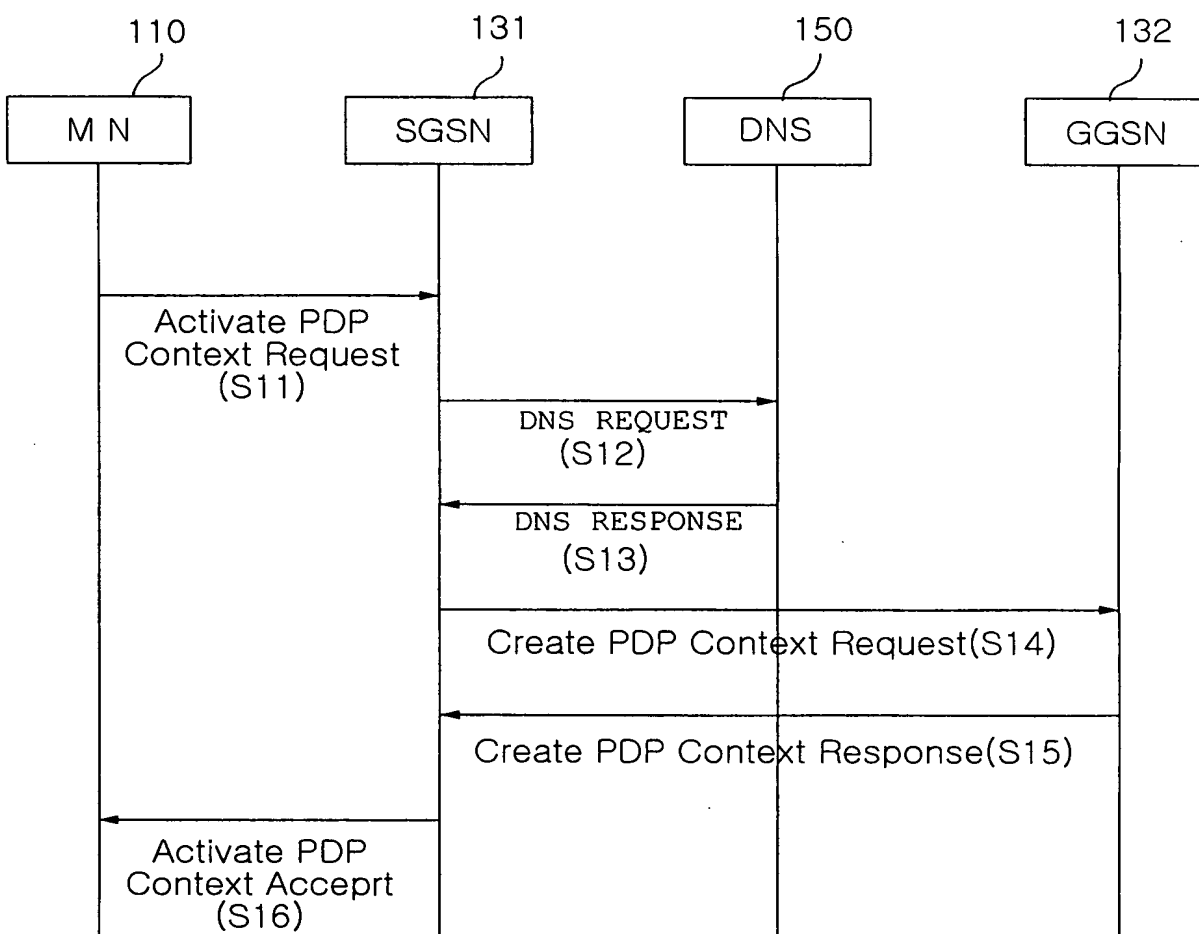 110
131
150
132
M N
SGSN
DNS
GGSN
Activate PDP
Context Request
(S11)
DNS REQUEST
(S12)
DNS RESPONSE
(S13)
Create PDP Context Request(S14)
Create PDP Context Response(S15)
Activate PDP
Context Acceprt
(S16)